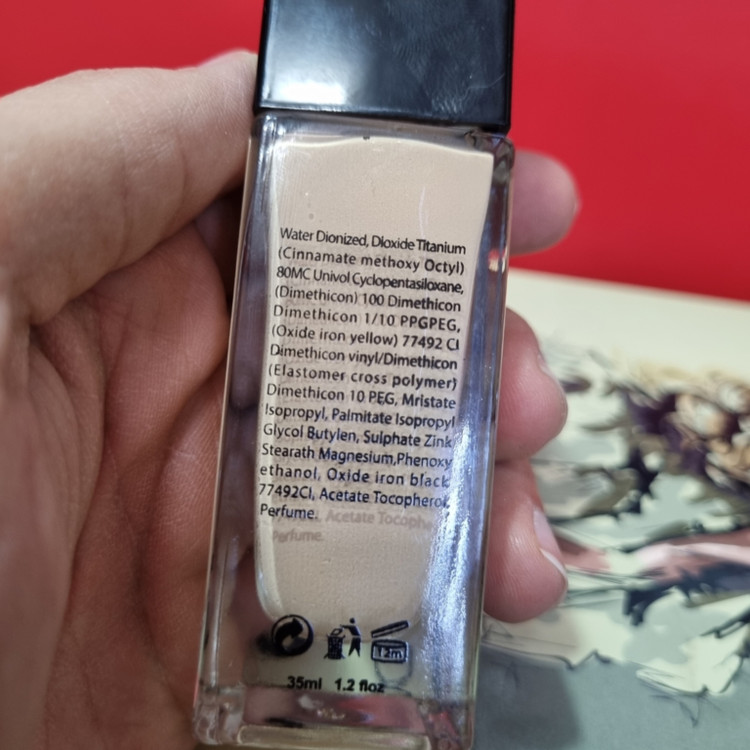 Water Dionized, Dioxide Titanium
(Cinnamate methoxy Octyl)
80MC Univol Cyclopentasiloxane,
(Dimethicon) 100 Dimethicon
Dimethicon 1/10 PPGPEG,
(Oxide iron yellow) 77492 CI
Dimethicon vinyl/Dimethicon
(Elastomer cross polymer)
Dimethicon 10 PEG, Mristate
Isopropyl, Palmitate Isopropyl
Glycol Butylen, Sulphate Zink
Stearath Magnesium,Phenoxy
ethanol, Oxide iron black
77492CI, Acetate Tocopherol,
Perfume.
12m
35ml 1.2 floz